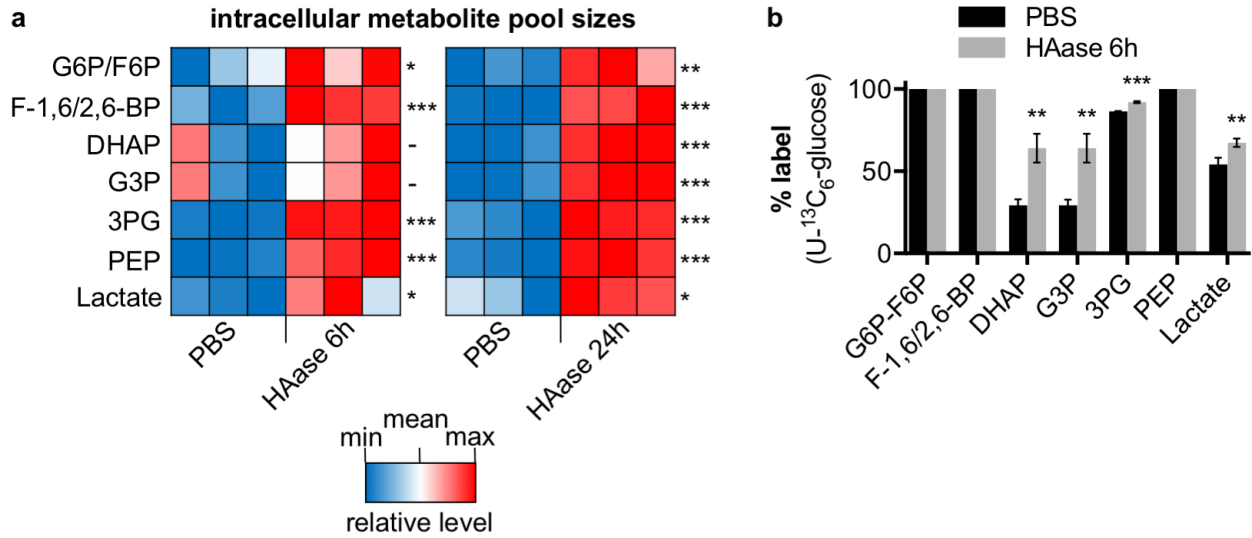 a
intracellular metabolite pool sizes
G6P/F6P
*
**
F-1,6/2,6-BP
***
***
DHAP
-
***
G3P
-
***
3PG
***
***
PEP
***
***
Lactate
*
*
PBS
HAase 6h
PBS
HAase 24h
mean
min
max
relative level
b
PBS
HAase 6h
% label
(U-¹³C₆-glucose)
100
50
0
**
**
***
**
G6P-F6P
F-1,6/2,6-BP
DHAP
G3P
3PG
PEP
Lactate